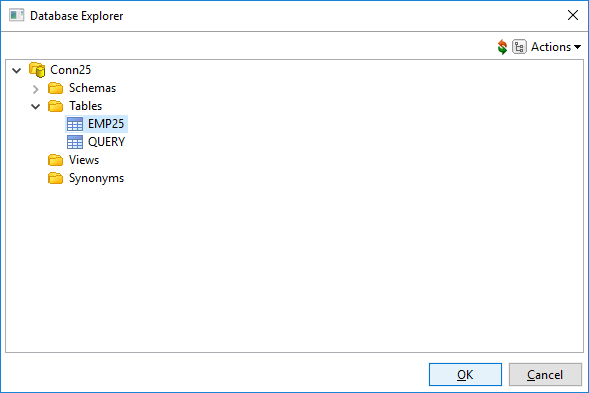 Database Explorer
Actions
Conn25
Schemas
Tables
EMP25
QUERY
Views
Synonyms
OK Cancel